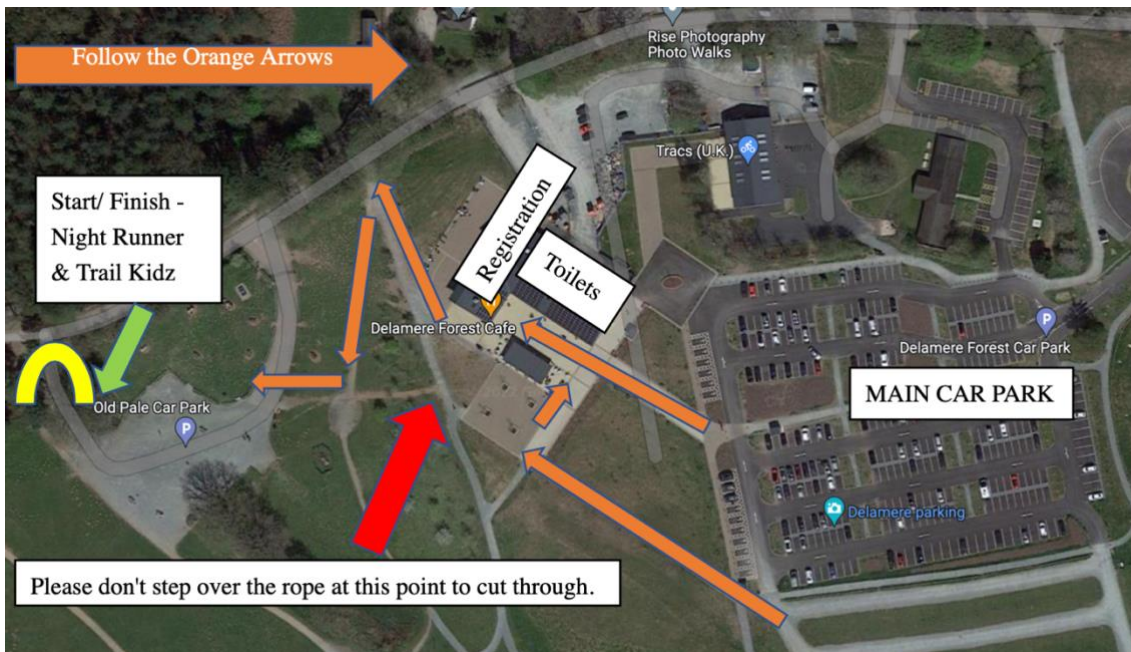 Follow the Orange Arrows
Rise Photography
Photo Walks
Tracs (U.K.)
Start/ Finish -
Night Runner
& Trail Kidz
Registration
Toilets
Delamere Forest Cafe
Delamere Forest Car Park
P
MAIN CAR PARK
Old Pale Car Park
P
Delamere parking
Please don't step over the rope at this point to cut through.